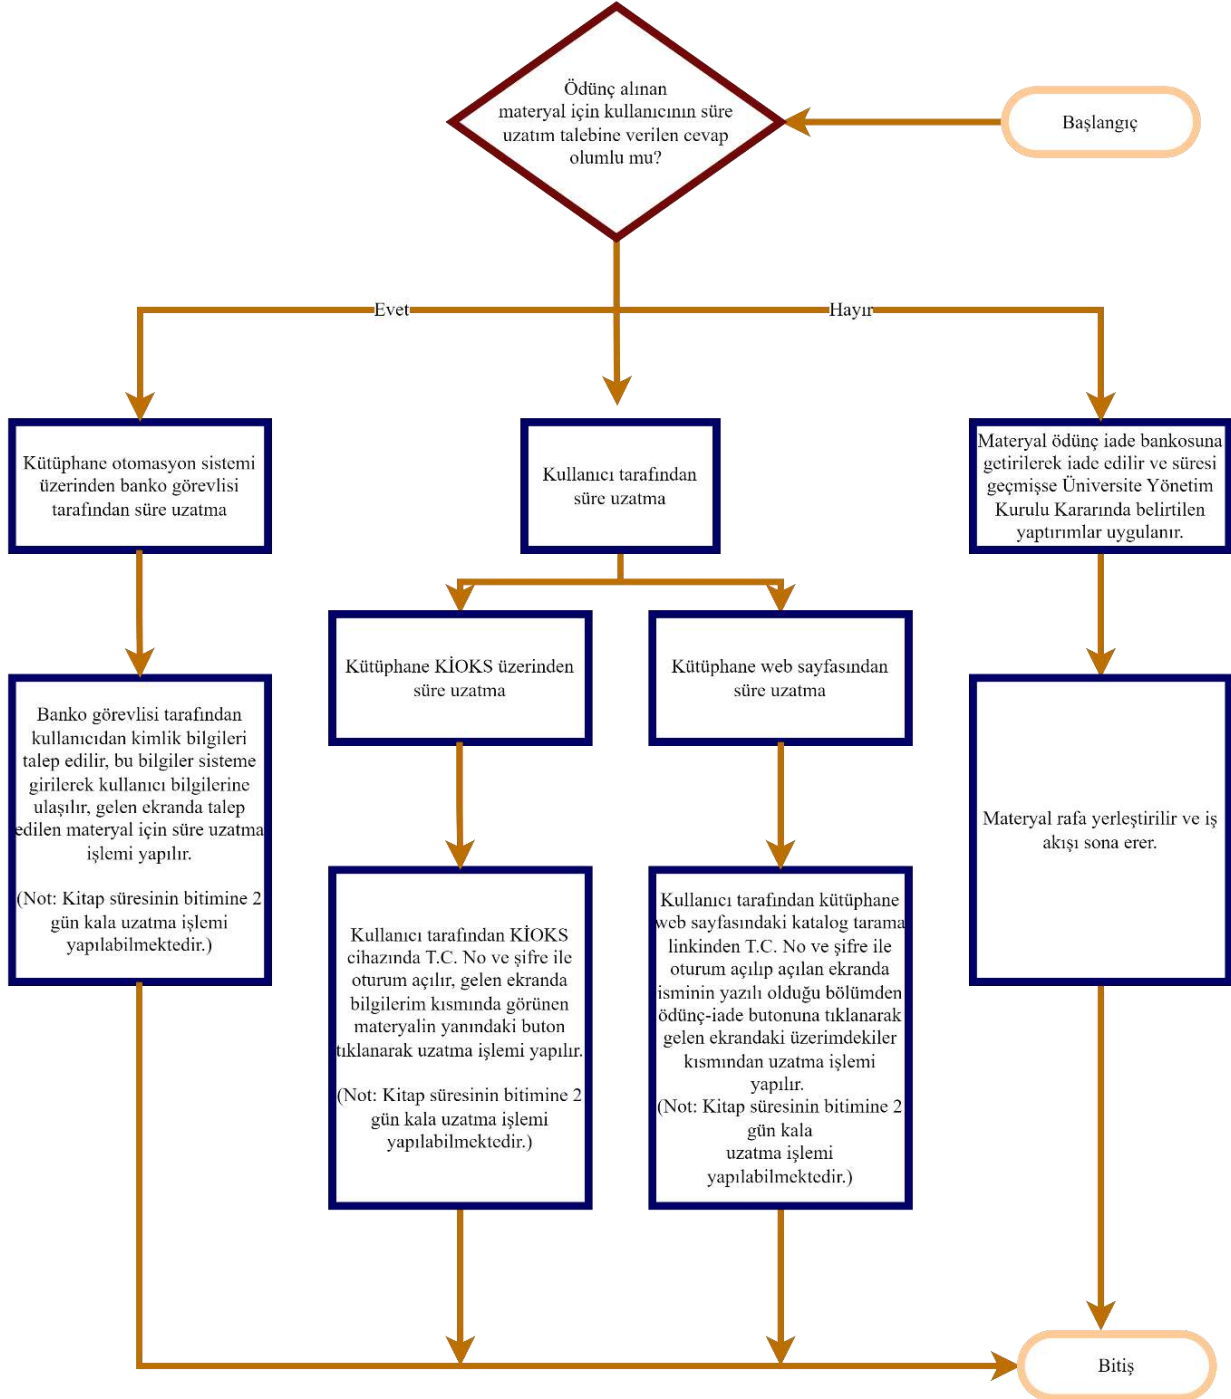 Ödünç alınan
materyal için kullanıcının süre
uzatım talebine verilen cevap
olumlu mu?
Başlangıç
Evet
Hayır
Kütüphane otomasyon sistemi
üzerinden banko görevlisi
tarafından süre uzatma
Kullanıcı tarafından
süre uzatma
Materyal ödünç iade bankosuna
getirilerek iade edilir ve süresi
geçmişse Üniversite Yönetim
Kurulu Kararında belirtilen
yaptırımlar uygulanır.
Kütüphane KİOKS üzerinden
süre uzatma
Kütüphane web sayfasından
süre uzatma
Banko görevlisi tarafından
kullanıcıdan kimlik bilgileri
talep edilir, bu bilgiler sisteme
girilerek kullanıcı bilgilerine
ulaşılır, gelen ekranda talep
edilen materyal için süre uzatma
işlemi yapılır.
(Not: Kitap süresinin bitimine 2
gün kala uzatma işlemi
yapılabilmektedir.)
Materyal rafa yerleştirilir ve iş
akışı sona erer.
Kullanıcı tarafından KİOKS
cihazında T.C. No ve şifre ile
oturum açılır, gelen ekranda
bilgilerim kısmında görünen
materyalin yanındaki buton
tıklanarak uzatma işlemi yapılır.
(Not: Kitap süresinin bitimine 2
gün kala uzatma işlemi
yapılabilmektedir.)
Kullanıcı tarafından kütüphane
web sayfasındaki katalog tarama
linkinden T.C. No ve şifre ile
oturum açılıp açılan ekranda
isminin yazılı olduğu bölümden
ödünç-iade butonuna tıklanarak
gelen ekrandaki üzerimdekiler
kısmından uzatma işlemi
yapılır.
(Not: Kitap süresinin bitimine 2
gün kala
uzatma işlemi
yapılabilmektedir.)
Bitiş